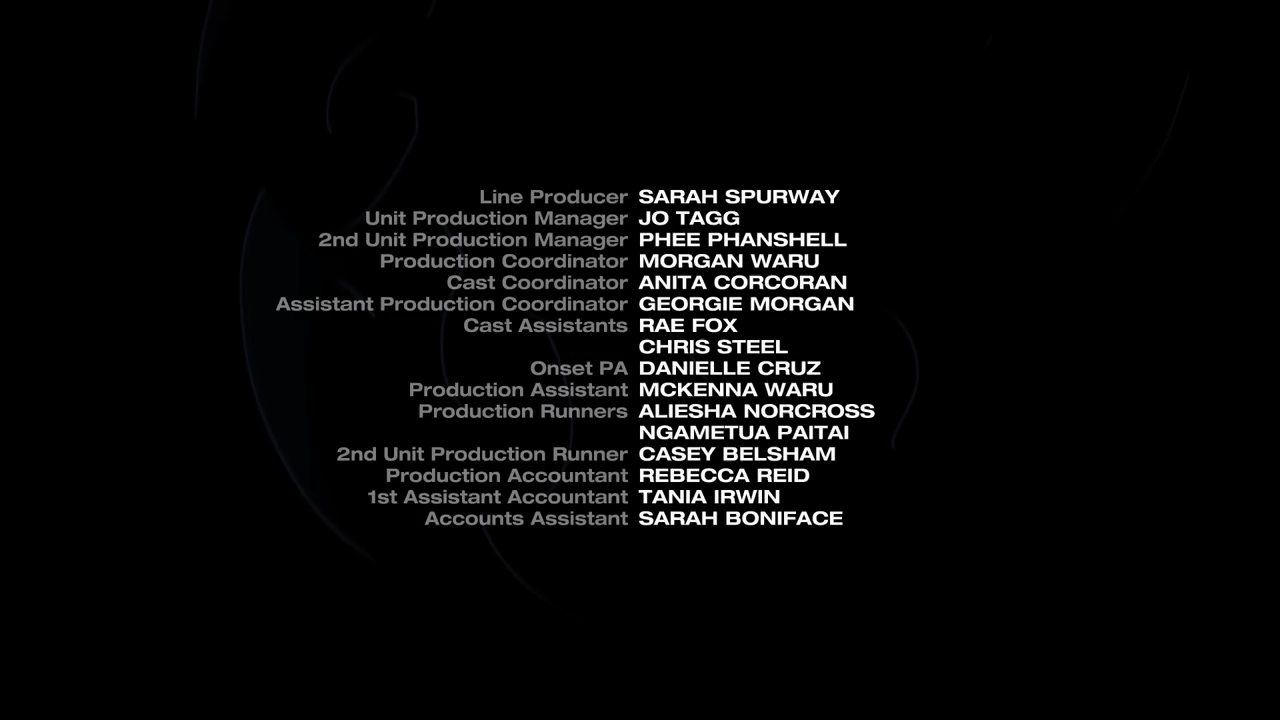 Line Producer SARAH SPURWAY
Unit Production Manager JO TAGG
2nd Unit Production Manager PHEE PHANSHELL
Production Coordinator MORGAN WARU
Cast Coordinator ANITA CORCORAN
Assistant Production Coordinator GEORGIE MORGAN
Cast Assistants RAE FOX
CHRIS STEEL
Onset PA DANIELLE CRUZ
Production Assistant MCKENNA WARU
Production Runners ALIESHA NORCROSS
NGAMETUA PAITAI
2nd Unit Production Runner CASEY BELSHAM
Production Accountant REBECCA REID
1st Assistant Accountant TANIA IRWIN
Accounts Assistant SARAH BONIFACE